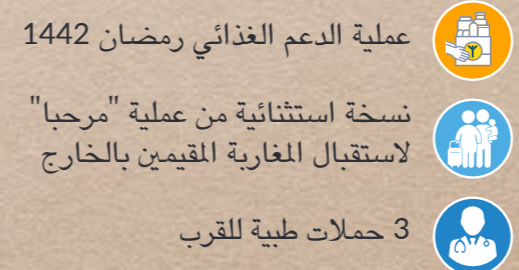 عملية الدعم الغذائي رمضان 1442
نسخة استثنائية من عملية "مرحبا"
لاستقبال المغاربة المقيمين بالخارج
3 حملات طبية للقرب